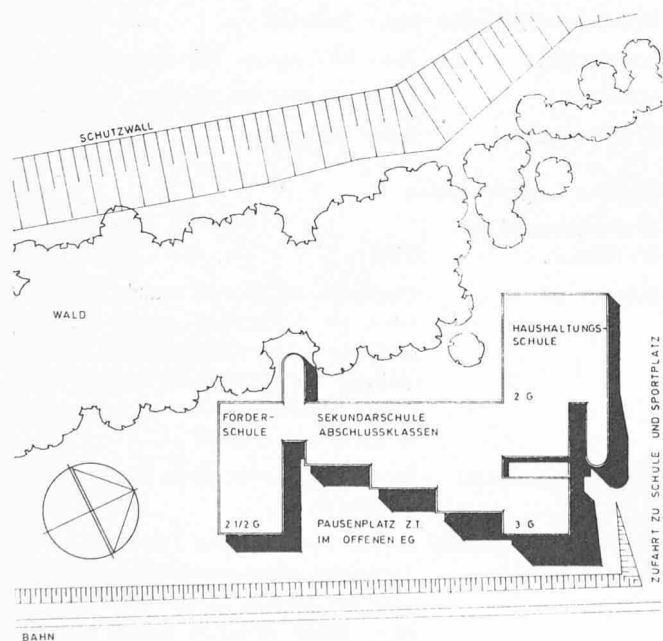 SCHUTZWALL
WALD
HAUSHALTUNGS-
SCHULE
2 G
FÖRDER-
SCHULE
SEKUNDARSCHULE
ABSCHLUSSKLASSEN
2 1/2 G
PAUSENPLATZ Z.T.
IM OFFENEN EG
3 G
ZUFAHRT ZU SCHULE UND SPORTPLATZ
BAHN